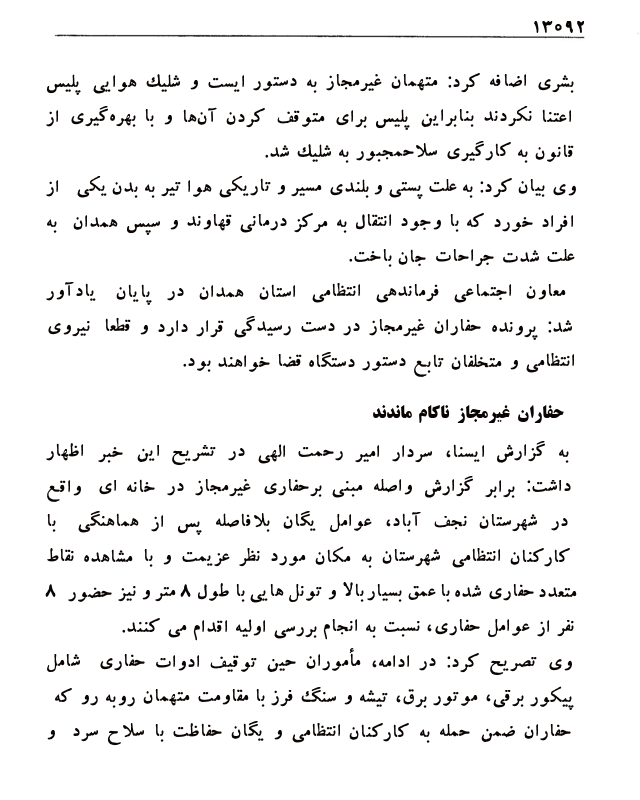 ۱۳۰۹۲
بشری اضافه کرد: متهمان غیرمجاز به دستور ایست و شلیك هوایی پلیس
اعتنا نکردند بنابراین پلیس برای متوقف کردن آن‌ها و با بهره‌گیری از
قانون به کارگیری سلاحمجبور به شلیك شد.
وی بیان کرد: به علت پستی و بلندی مسیر و تاریکی هوا تیر به بدن یکی از
افراد خورد که با وجود انتقال به مرکز درمانی قهاوند و سپس همدان به
علت شدت جراحات جان باخت.
معاون اجتماعی فرماندهی انتظامی استان همدان در پایان یادآور
شد: پرونده حفاران غیرمجاز در دست رسیدگی قرار دارد و قطعا نیروی
انتظامی و متخلفان تابع دستور دستگاه قضا خواهند بود.
حفاران غیرمجاز ناکام ماندند
به گزارش ایسنا، سردار امیر رحمت الهی در تشریح این خبر اظهار
داشت: برابر گزارش واصله مبنی برحفاری غیرمجاز در خانه ای واقع
در شهرستان نجف آباد، عوامل یگان بلافاصله پس از هماهنگی با
کارکنان انتظامی شهرستان به مکان مورد نظر عزیمت و با مشاهده نقاط
متعدد حفاری شده با عمق بسیار بالا و تونل هایی با طول ۸ متر و نیز حضور ۸
نفر از عوامل حفاری، نسبت به انجام بررسی اولیه اقدام می کنند.
وی تصریح کرد: در ادامه، مأموران حین توقیف ادوات حفاری شامل
پیکور برقی، موتور برق، تیشه و سنگ فرز با مقاومت متهمان روبه رو که
حفاران ضمن حمله به کارکنان انتظامی و یگان حفاظت با سلاح سرد و